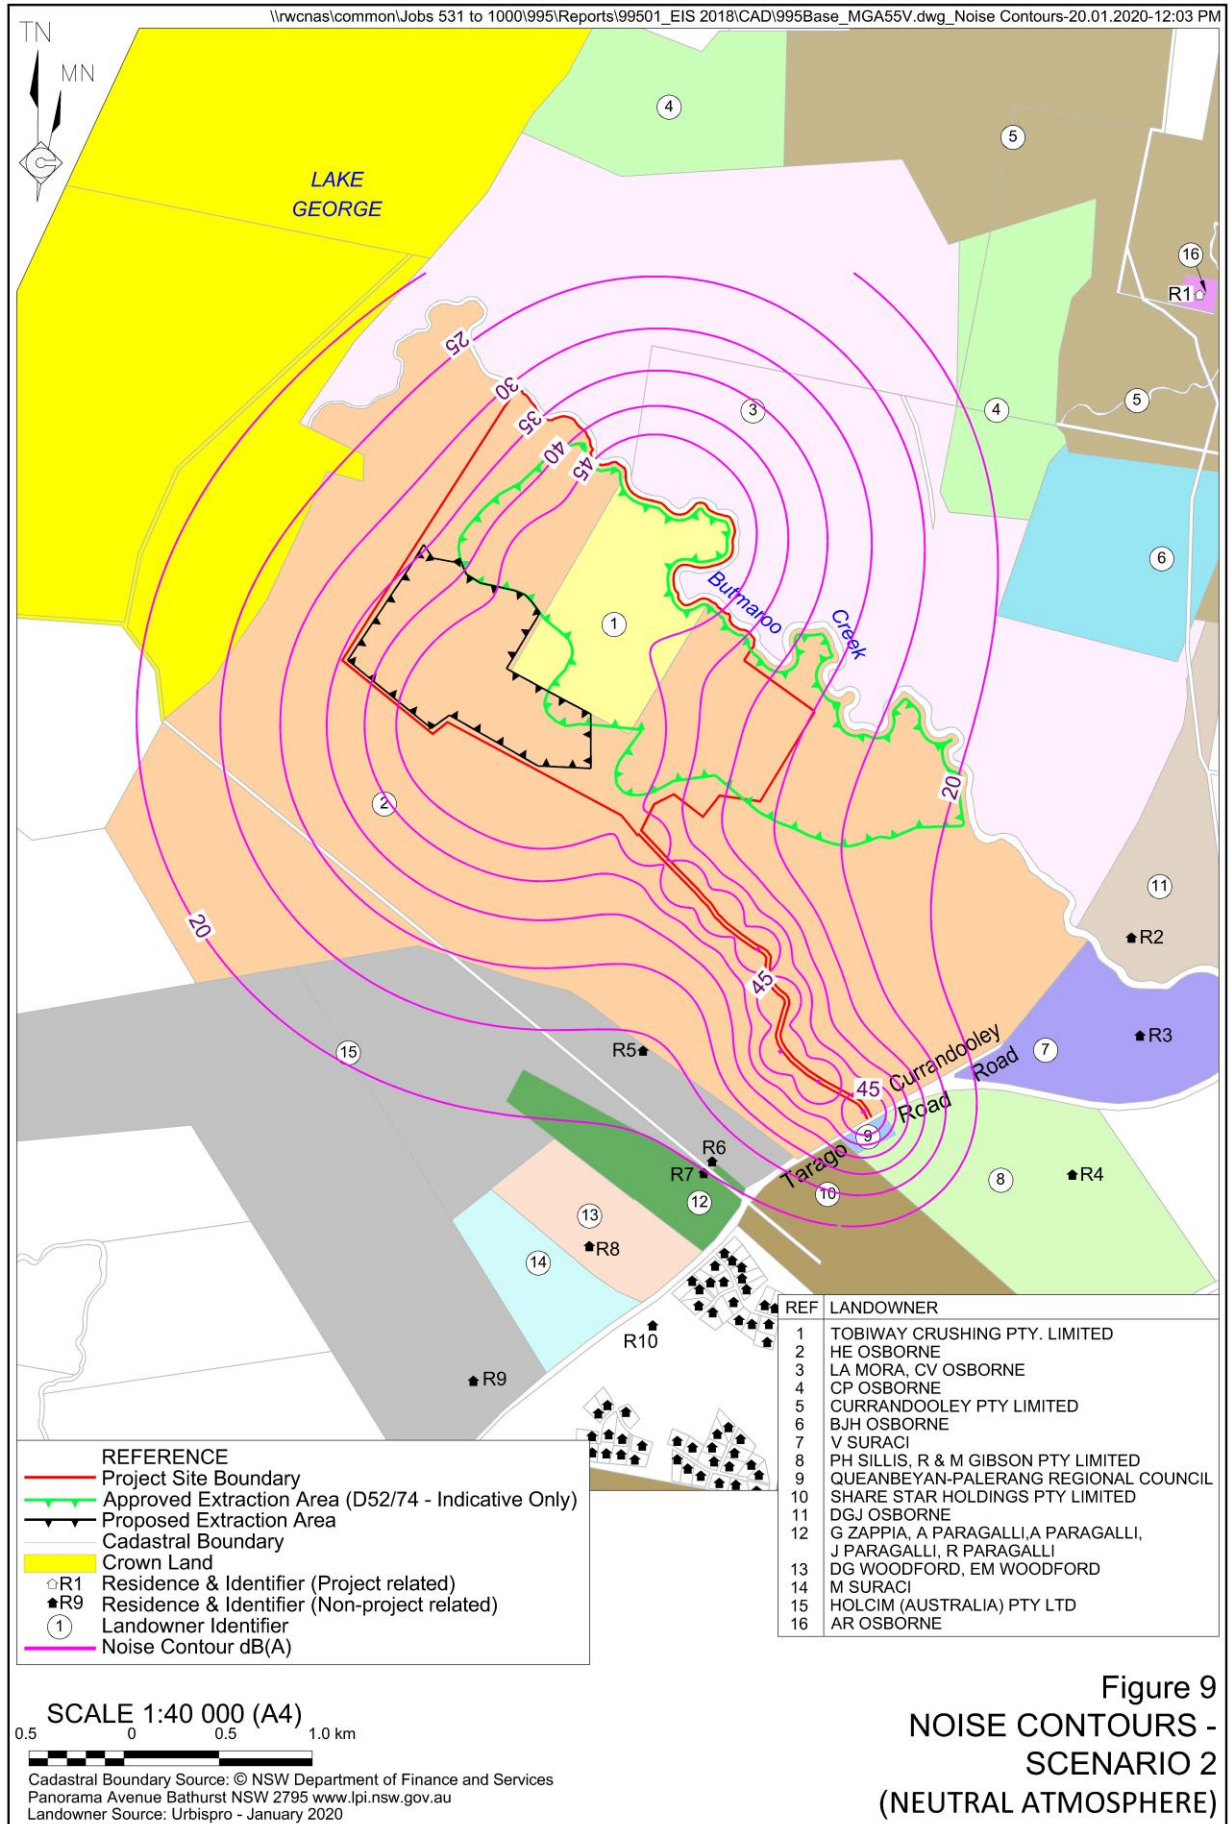 \\rwcnas\common\Jobs 531 to 1000\995\Reports\99501_EIS 2018\CAD\995Base_MGA55V.dwg_Noise Contours-20.01.2020-12:03 PM
TN
MN
LAKE
GEORGE
4
5
16
R1
25
30
35
40
45
3
4
5
6
1
Butmaroo
Creek
2
20
20
11
R2
45
15
R5
Currandooley
Road
7
R3
45
Road
9
Tarago
R6
R7
12
10
8
R4
13
R8
14
R10
R9
REF LANDOWNER
1 TOBIWAY CRUSHING PTY. LIMITED
2 HE OSBORNE
3 LA MORA, CV OSBORNE
4 CP OSBORNE
5 CURRANDOOLEY PTY LIMITED
6 BJH OSBORNE
7 V SURACI
8 PH SILLIS, R & M GIBSON PTY LIMITED
9 QUEANBEYAN-PALERANG REGIONAL COUNCIL
10 SHARE STAR HOLDINGS PTY LIMITED
11 DGJ OSBORNE
12 G ZAPPIA, A PARAGALLI,A PARAGALLI,
J PARAGALLI, R PARAGALLI
13 DG WOODFORD, EM WOODFORD
14 M SURACI
15 HOLCIM (AUSTRALIA) PTY LTD
16 AR OSBORNE
REFERENCE
Project Site Boundary
Approved Extraction Area (D52/74 - Indicative Only)
Proposed Extraction Area
Cadastral Boundary
Crown Land
R1 Residence & Identifier (Project related)
R9 Residence & Identifier (Non-project related)
1 Landowner Identifier
Noise Contour dB(A)
SCALE 1:40 000 (A4)
0.5 0 0.5 1.0 km
Cadastral Boundary Source: © NSW Department of Finance and Services
Panorama Avenue Bathurst NSW 2795 www.lpi.nsw.gov.au
Landowner Source: Urbispro - January 2020
Figure 9
NOISE CONTOURS -
SCENARIO 2
(NEUTRAL ATMOSPHERE)